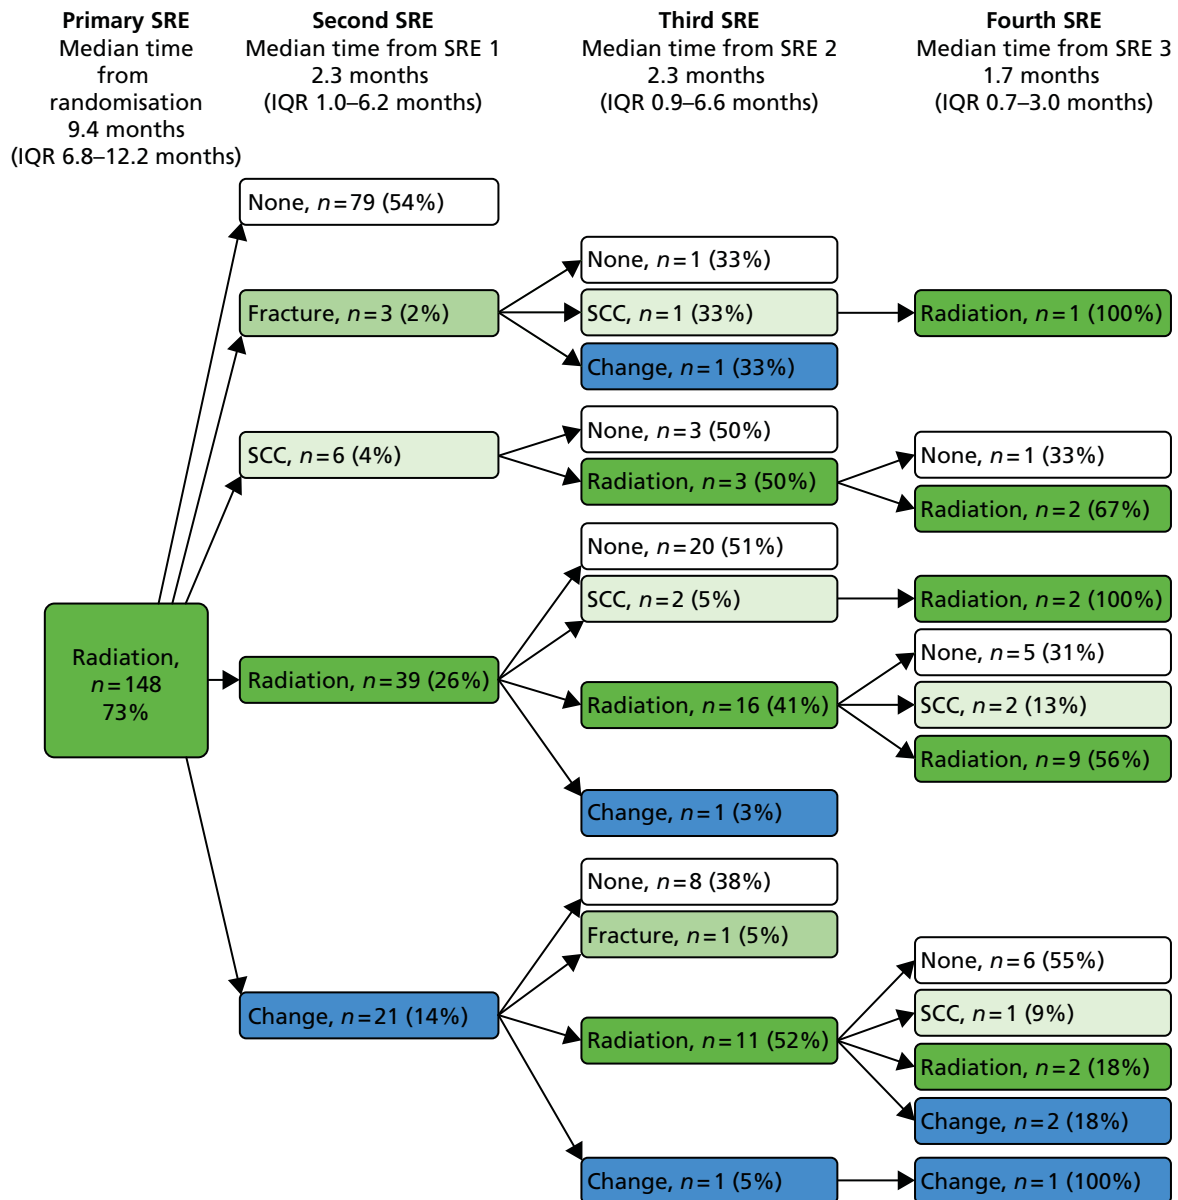 Primary SRE
Median time
from
randomisation
9.4 months
(IQR 6.8–12.2 months)
Second SRE
Median time from SRE 1
2.3 months
(IQR 1.0–6.2 months)
Third SRE
Median time from SRE 2
2.3 months
(IQR 0.9–6.6 months)
Fourth SRE
Median time from SRE 3
1.7 months
(IQR 0.7–3.0 months)
Radiation,
n=148
73%
None, n=79 (54%)
Fracture, n=3 (2%)
SCC, n=6 (4%)
Radiation, n=39 (26%)
Change, n=21 (14%)
None, n=1 (33%)
SCC, n=1 (33%)
Change, n=1 (33%)
None, n=3 (50%)
Radiation, n=3 (50%)
None, n=20 (51%)
SCC, n=2 (5%)
Radiation, n=16 (41%)
Change, n=1 (3%)
None, n=8 (38%)
Fracture, n=1 (5%)
Radiation, n=11 (52%)
Change, n=1 (5%)
Radiation, n=1 (100%)
None, n=1 (33%)
Radiation, n=2 (67%)
Radiation, n=2 (100%)
None, n=5 (31%)
SCC, n=2 (13%)
Radiation, n=9 (56%)
None, n=6 (55%)
SCC, n=1 (9%)
Radiation, n=2 (18%)
Change, n=2 (18%)
Change, n=1 (100%)